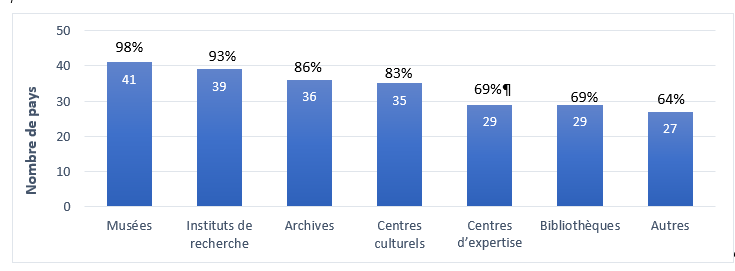 Nombre de pays
50
40
30
20
10
0
98% 93% 86% 83% 69%¶ 69% 64%
41 39 36 35 29 29 27
Musées Instituts de Archives Centres Centres Bibliothèques Autres
recherche culturels d'expertise